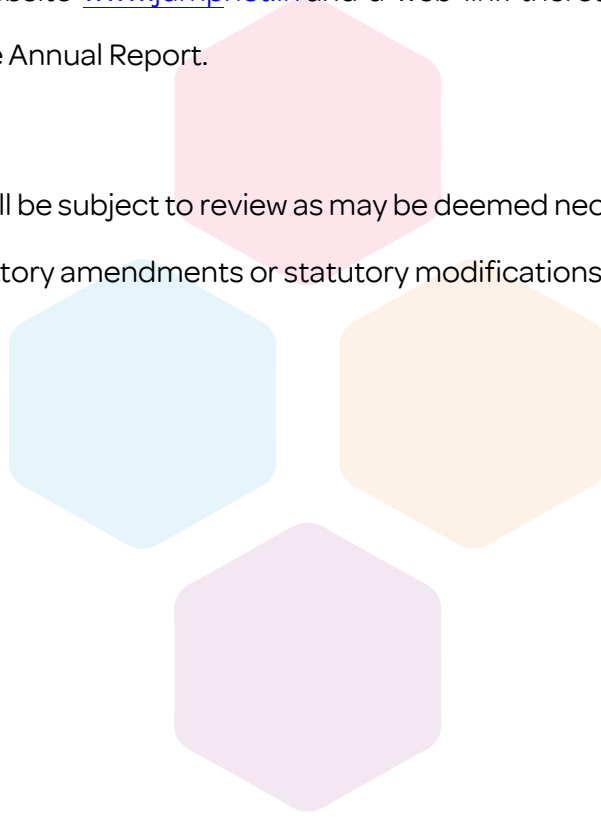 and a web link
e Annual Report.
ll be subject to review as may be deemed nec
tory amendments or statutory modifications